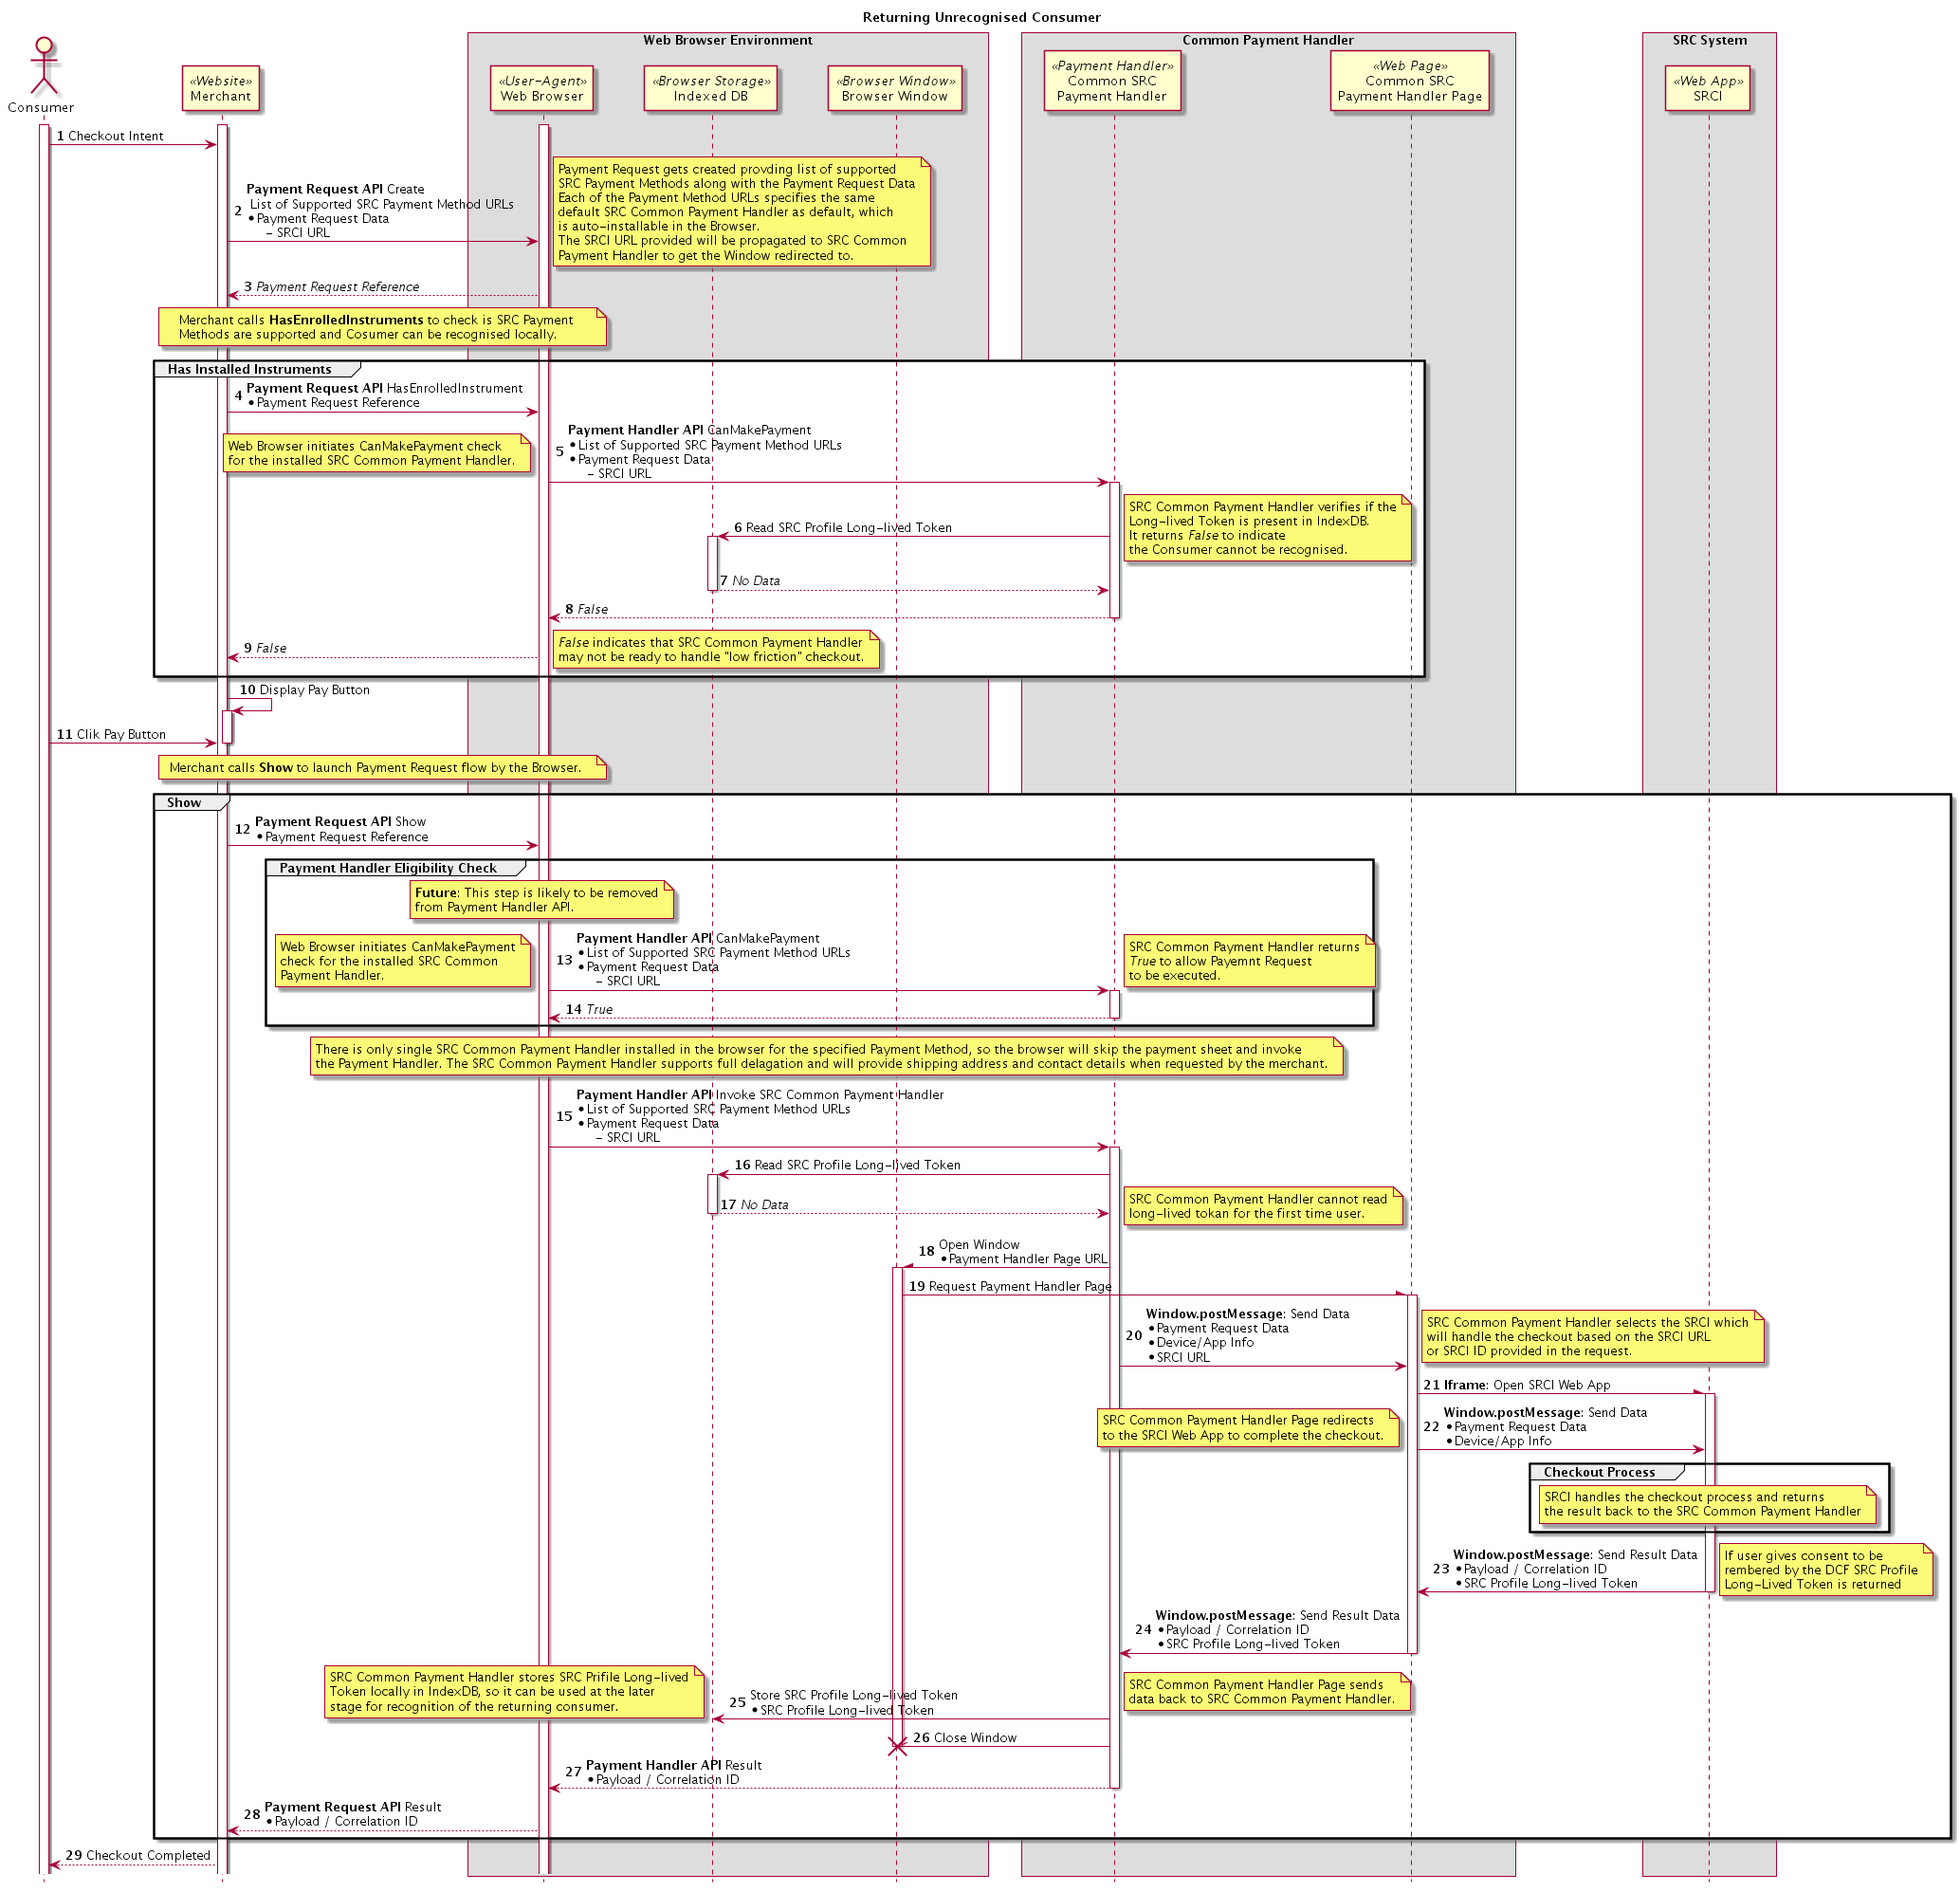 Returning Unrecognised Consumer
Web Browser Environment
Common Payment Handler
SRC System
Consumer
«Website»
Merchant
«User-Agent»
Web Browser
«Browser Storage»
Indexed DB
«Browser Window»
Browser Window
«Payment Handler»
Common SRC
Payment Handler
«Web Page»
Common SRC
Payment Handler Page
«Web App»
SRCI
1 Checkout Intent
2 Payment Request API Create
List of Supported SRC Payment Method URLs
•Payment Request Data
– SRCI URL
Payment Request gets created provding list of supported
SRC Payment Methods along with the Payment Request Data
Each of the Payment Method URLs specifies the same
default SRC Common Payment Handler as default, which
is auto-installable in the Browser.
The SRCI URL provided will be propagated to SRC Common
Payment Handler to get the Window redirected to.
3 Payment Request Reference
Merchant calls HasEnrolledInstruments to check is SRC Payment
Methods are supported and Cosumer can be recognised locally.
Has Installed Instruments
4 Payment Request API HasEnrolledInstrument
•Payment Request Reference
Web Browser initiates CanMakePayment check
for the installed SRC Common Payment Handler.
5 Payment Handler API CanMakePayment
•List of Supported SRC Payment Method URLs
•Payment Request Data
– SRCI URL
SRC Common Payment Handler verifies if the
Long-lived Token is present in IndexDB.
It returns False to indicate
the Consumer cannot be recognised.
6 Read SRC Profile Long-lived Token
7 No Data
8 False
False indicates that SRC Common Payment Handler
may not be ready to handle "low friction" checkout.
9 False
10 Display Pay Button
11 Clik Pay Button
Merchant calls Show to launch Payment Request flow by the Browser.
Show
12 Payment Request API Show
•Payment Request Reference
Payment Handler Eligibility Check
Future: This step is likely to be removed
from Payment Handler API.
Web Browser initiates CanMakePayment
check for the installed SRC Common
Payment Handler.
13 Payment Handler API CanMakePayment
•List of Supported SRC Payment Method URLs
•Payment Request Data
– SRCI URL
SRC Common Payment Handler returns
True to allow Payemnt Request
to be executed.
14 True
There is only single SRC Common Payment Handler installed in the browser for the specified Payment Method, so the browser will skip the payment sheet and invoke
the Payment Handler. The SRC Common Payment Handler supports full delagation and will provide shipping address and contact details when requested by the merchant.
15 Payment Handler API Invoke SRC Common Payment Handler
•List of Supported SRC Payment Method URLs
•Payment Request Data
– SRCI URL
16 Read SRC Profile Long-lived Token
17 No Data
SRC Common Payment Handler cannot read
long-lived tokan for the first time user.
18 Open Window
•Payment Handler Page URL
19 Request Payment Handler Page
20 Window.postMessage: Send Data
•Payment Request Data
•Device/App Info
•SRCI URL
SRC Common Payment Handler selects the SRCI which
will handle the checkout based on the SRCI URL
or SRCI ID provided in the request.
21 Iframe: Open SRCI Web App
SRC Common Payment Handler Page redirects
to the SRCI Web App to complete the checkout.
22 Window.postMessage: Send Data
•Payment Request Data
•Device/App Info
Checkout Process
SRCI handles the checkout process and returns
the result back to the SRC Common Payment Handler
23 Window.postMessage: Send Result Data
•Payload / Correlation ID
•SRC Profile Long-lived Token
If user gives consent to be
rembered by the DCF SRC Profile
Long-Lived Token is returned
24 Window.postMessage: Send Result Data
•Payload / Correlation ID
•SRC Profile Long-lived Token
SRC Common Payment Handler stores SRC Prifile Long-lived
Token locally in IndexDB, so it can be used at the later
stage for recognition of the returning consumer.
SRC Common Payment Handler Page sends
data back to SRC Common Payment Handler.
25 Store SRC Profile Long-lived Token
•SRC Profile Long-lived Token
26 Close Window
27 Payment Handler API Result
•Payload / Correlation ID
28 Payment Request API Result
•Payload / Correlation ID
29 Checkout Completed